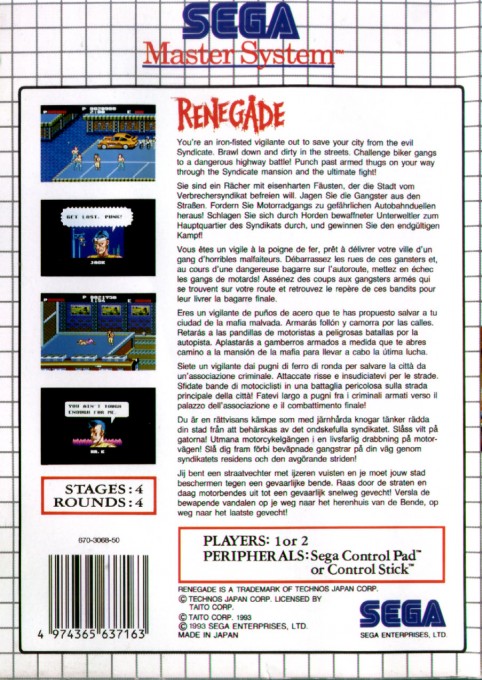 SEGA
Master System™
RENEGADE
You're an iron-fisted vigilante out to save your city from the evil
Syndicate. Brawl down and dirty in the streets. Challenge biker gangs
to a dangerous highway battle! Punch past armed thugs on your way
through the Syndicate mansion and the ultimate fight!
Sie sind ein Rächer mit eisenharten Fäusten, der die Stadt vom
Verbrechersyndikat befreien will. Jagen Sie die Gangster aus den
Straßen. Fordern Sie Motorradgangs zu gefährlichen Autobahnduellen
heraus! Schlagen Sie sich durch Horden bewaffneter Unterweltler zum
Hauptquartier des Syndikats durch, und gewinnen Sie den endgültigen
Kampf!
Vous êtes un vigile à la poigne de fer, prêt à délivrer votre ville d'un
gang d'horribles malfaiteurs. Débarrassez les rues de ces gansters et,
au cours d'une dangereuse bagarre sur l'autoroute, mettez en échec
les gangs de motards! Assénez des coups aux gangsters armés qui
se trouvent sur votre route et retrouvez le repère de ces bandits pour
leur livrer la bagarre finale.
Eres un vigilante de puños de acero que te has propuesto salvar a tu
ciudad de la mafia malvada. Armarás follón y camorra por las calles.
Retarás a las pandillas de motoristas a peligrosas batallas por la
autopista. Aplastarás a gamberros armados a medida que te abres
camino a la mansión de la mafia para llevar a cabo la útima lucha.
Siete un vigilante dai pugni di ferro di ronda per salvare la città da
un'associazione criminale. Attaccate risse e insidiatevi per le strade.
Sfidate bande di motociclisti in una battaglia pericolosa sulla strada
principale della città! Fatevi largo a pugni fra i criminali armati verso il
palazzo dell'associazione e il combattimento finale!
Du är en rättvisans kämpe som med järnhårda knogar tänker rädda
din stad från att behärskas av det ondskefulla syndikatet. Slåss vilt på
gatorna! Utmana motorcykelgängen i en livsfarlig drabbning på motor-
vägen! Slå dig fram förbi beväpnade gangstrar på din väg genom
syndikatets residens och den avgörande striden!
Jij bent een straatvechter met ijzeren vuisten en je moet jouw stad
beschermen tegen een gevaarlijke bende. Raas door de straten en
daag motorbendes uit tot een gevaarlijk snelweg gevecht! Versla de
bewapende vandalen op je weg naar het herenhuis van de Bende, op
weg naar het laatste gevecht!
GET LOST, PUNK!
JACK
YOU AIN'T TOUGH
ENOUGH FOR ME.
MR. K
STAGES:4
ROUNDS:4
670-3068-50
4 974365 637163
PLAYERS: 1 or 2
PERIPHERALS: Sega Control Pad™
or Control Stick™
RENEGADE IS A TRADEMARK OF TECHNOS JAPAN CORP.
© TECHNOS JAPAN CORP. LICENSED BY
TAITO CORP.
© TAITO CORP. 1993
© 1993 SEGA ENTERPRISES, LTD.
MADE IN JAPAN
SEGA
SEGA ENTERPRISES, LTD.